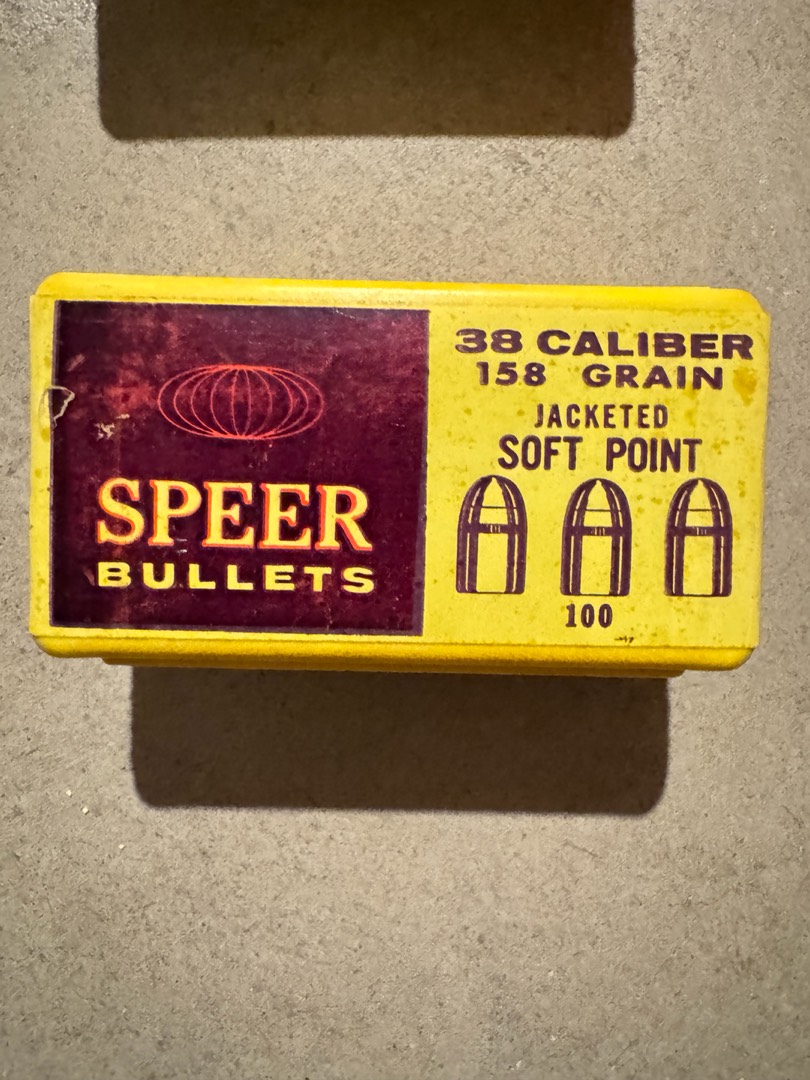 SPEER
BULLETS
38 CALIBER
158 GRAIN
JACKETED
SOFT POINT
100